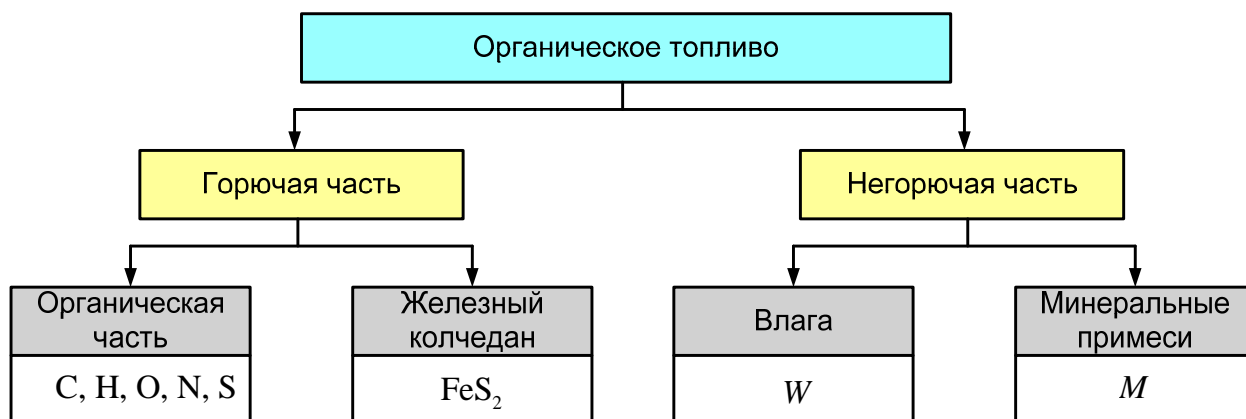 Органическое топливо
Горючая часть
Негорючая часть
Органическая
часть
C, H, O, N, S
Железный
колчедан
FeS₂
Влага
W
Минеральные
примеси
M